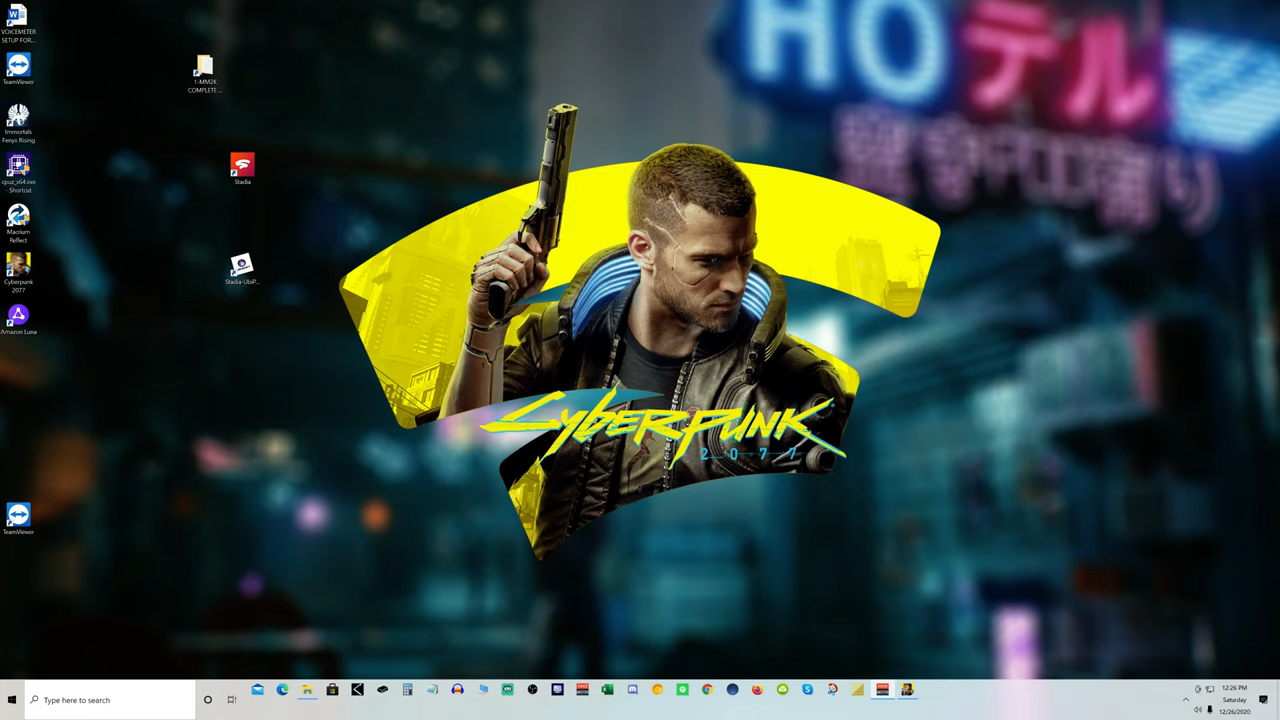 VOICEMETER
SETUP FOR...
TeamViewer
Immortals
Fenyx Rising
cpuz_x64.exe
- Shortcut
Macrium
Reflect
Cyberpunk
2077
Amazon Luna
TeamViewer
1-MM2K
COMPLETE ...
Stadia
Stadia-UbiP...
HOテル
CYBERPUNK
2077
Type here to search
12:26 PM
Saturday
12/26/2020